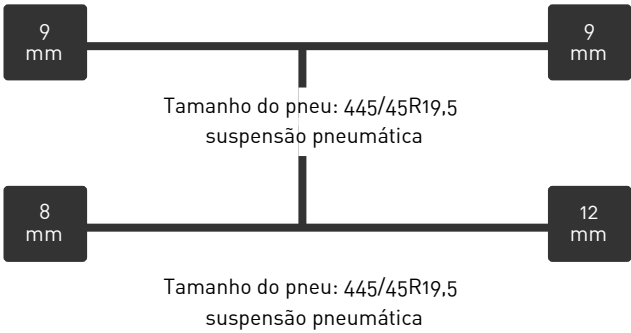 9
mm
9
mm
Tamanho do pneu: 445/45R19,5
suspensão pneumática
8
mm
12
mm
Tamanho do pneu: 445/45R19,5
suspensão pneumática